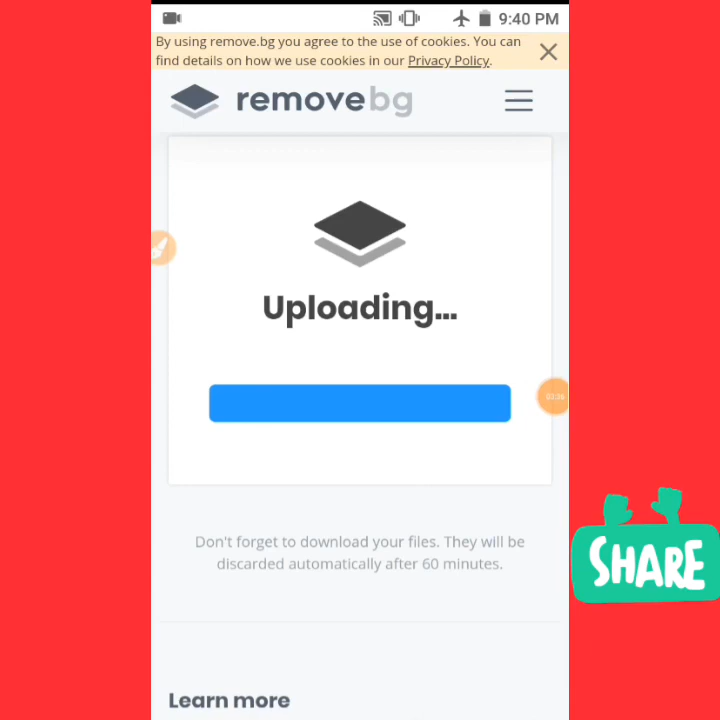 9:40 PM
By using remove.bg you agree to the use of cookies. You can
find details on how we use cookies in our Privacy Policy.
removebg
Uploading...
Don't forget to download your files. They will be
discarded automatically after 60 minutes.
SHARE
Learn more